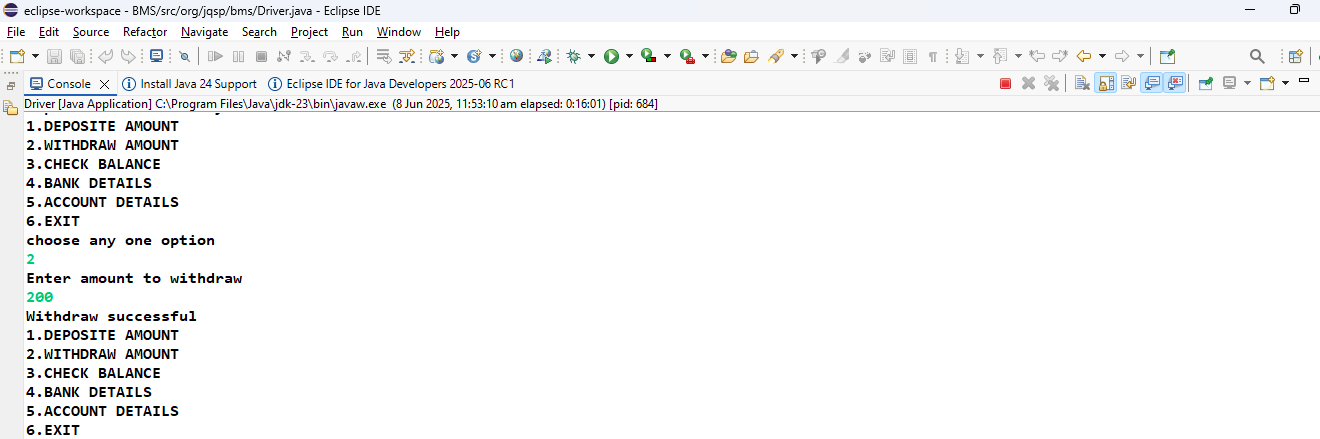 eclipse-workspace - BMS/src/org/jqsp/bms/Driver.java - Eclipse IDE
File Edit Source Refactor Navigate Search Project Run Window Help
Console Install Java 24 Support Eclipse IDE for Java Developers 2025-06 RC1
Driver [Java Application] C:\Program Files\Java\jdk-23\bin\javaw.exe (8 Jun 2025, 11:53:10 am elapsed: 0:16:01) [pid: 684]
1.DEPOSITE AMOUNT
2.WITHDRAW AMOUNT
3.CHECK BALANCE
4.BANK DETAILS
5.ACCOUNT DETAILS
6.EXIT
choose any one option
2
Enter amount to withdraw
200
Withdraw successful
1.DEPOSITE AMOUNT
2.WITHDRAW AMOUNT
3.CHECK BALANCE
4.BANK DETAILS
5.ACCOUNT DETAILS
6.EXIT